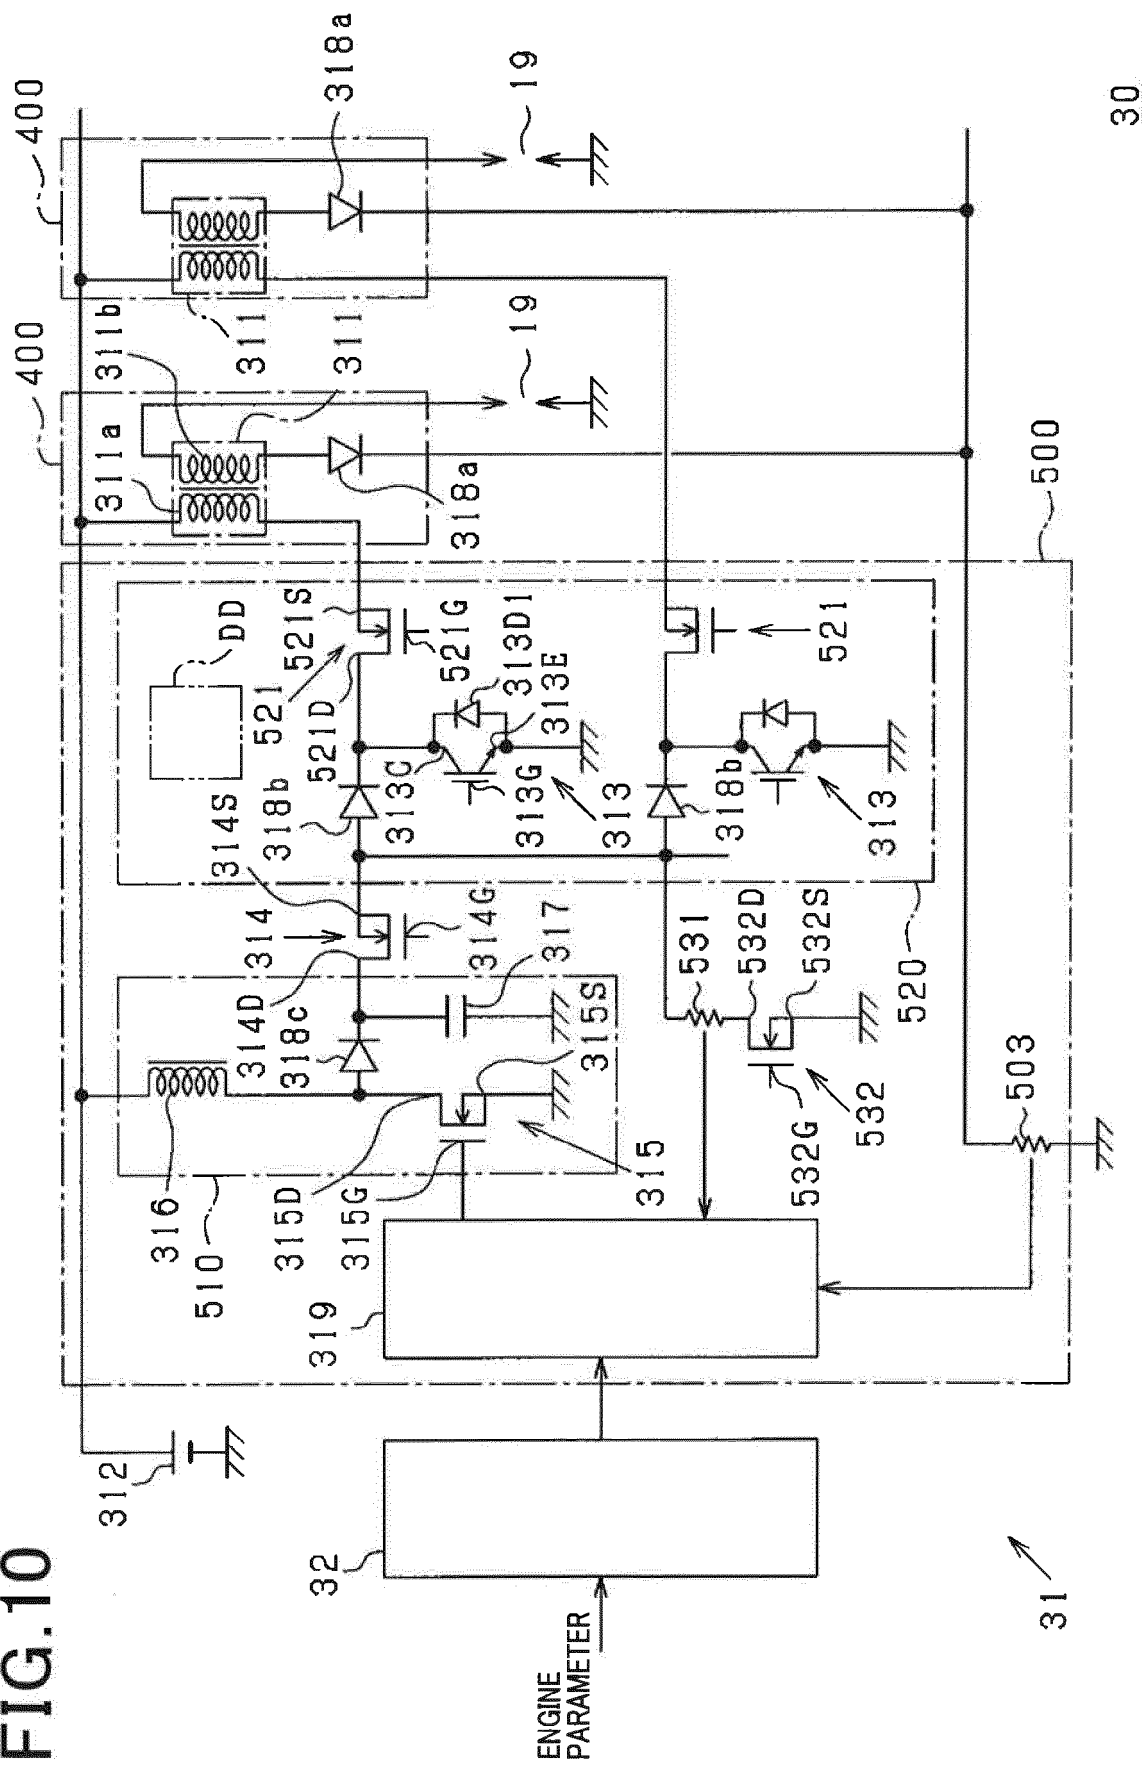 FIG.10
30
400
400
318a
19
311
311b
311
19
311a
318a
500
DD
521S
521
521D
521G
313D1
313E
521
318b
313C
313G
313
318b
313
314S
314
314G
317
531
532D
532S
520
314D
318c
315S
316
510
315D
315G
315
532G
532
503
319
312
32
ENGINE
PARAMETER
31